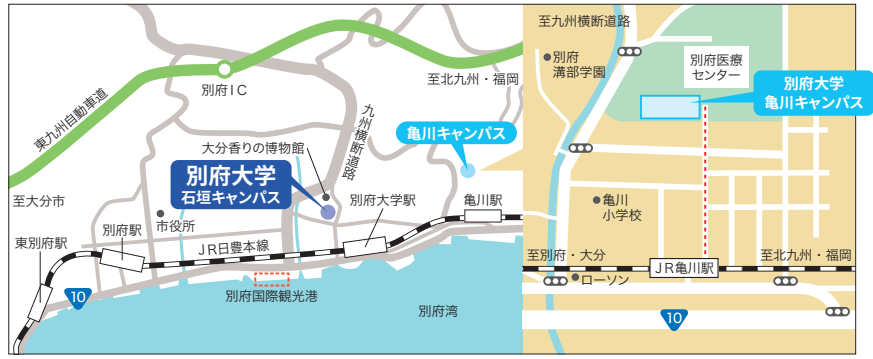 至北九州・福岡
別府IC
東九州自動車道
九州横断道路
大分香りの博物館
亀川キャンパス
別府大学
石垣キャンパス
至大分市
市役所
別府駅
東別府駅
JR日豊本線
別府大学駅
亀川駅
10
別府国際観光港
別府湾
至九州横断道路
別府
溝部学園
別府医療
センター
別府大学
亀川キャンパス
亀川
小学校
至別府・大分
JR亀川駅
至北九州・福岡
ローソン
10